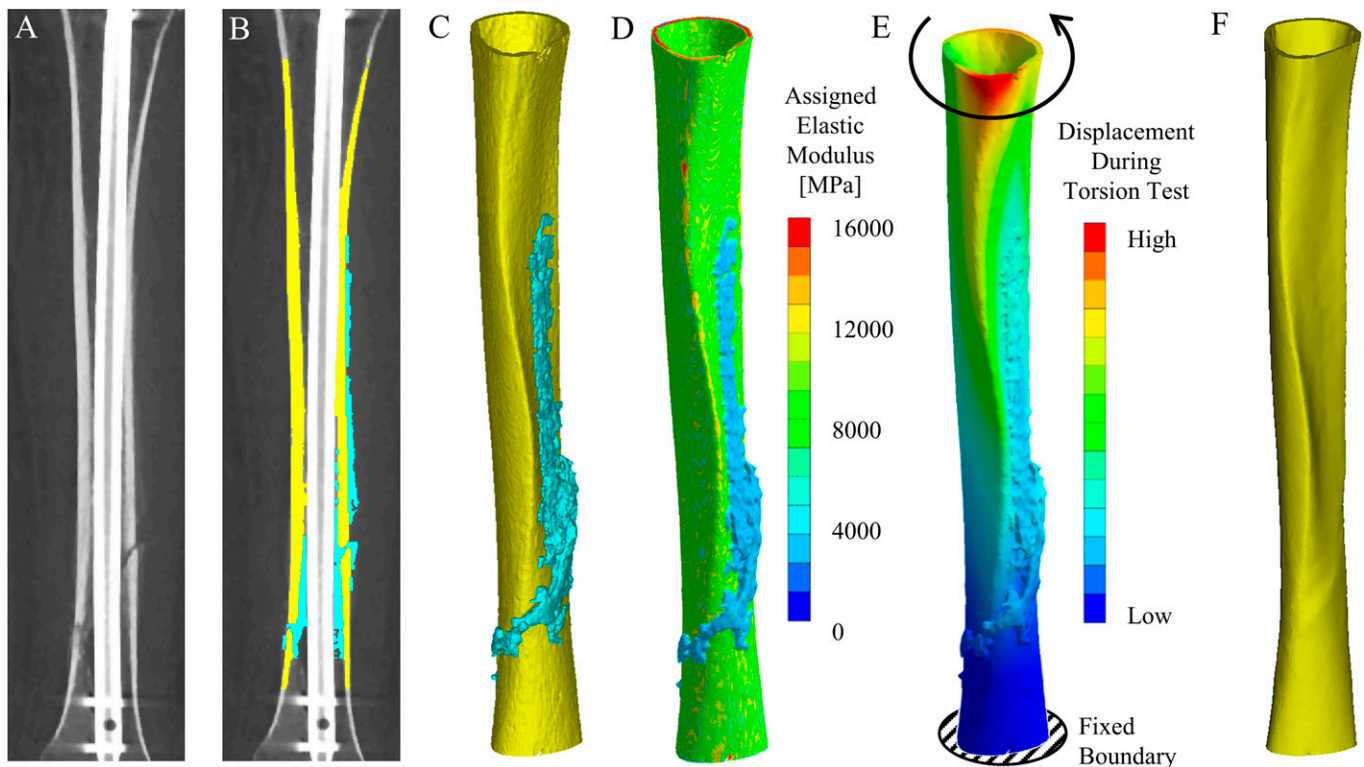 A
B
C
D
E
F
Assigned
Elastic
Modulus
[MPa]
16000
12000
8000
4000
0
Displacement
During
Torsion Test
High
Low
Fixed
Boundary